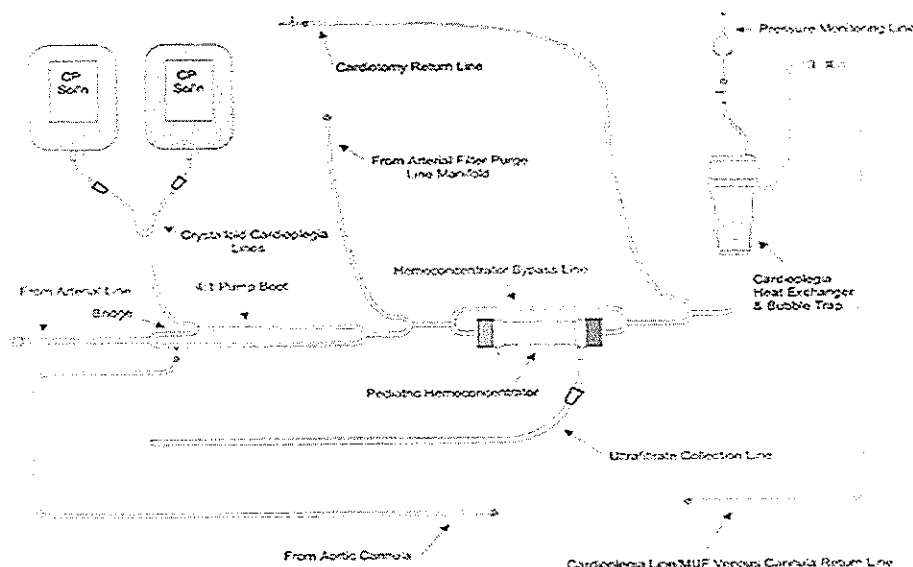 Pressure Monitoring Line
CP
Soln
CP
Soln
Cardiotomy Return Line
From Arterial Filter Purge
Line Manifold
Crystalloid Cardioplegia
Lines
Hemoconcentrator Bypass Line
Cardioplegia
Heat Exchanger
& Bubble Trap
From Arterial Line
4:1 Pump Boot
Bridge
Pediatric Hemoconcentrator
Ultrafiltrate Collection Line
From Aortic Cannula
Cardioplegia Line/MUF Venous Cannula Return Line